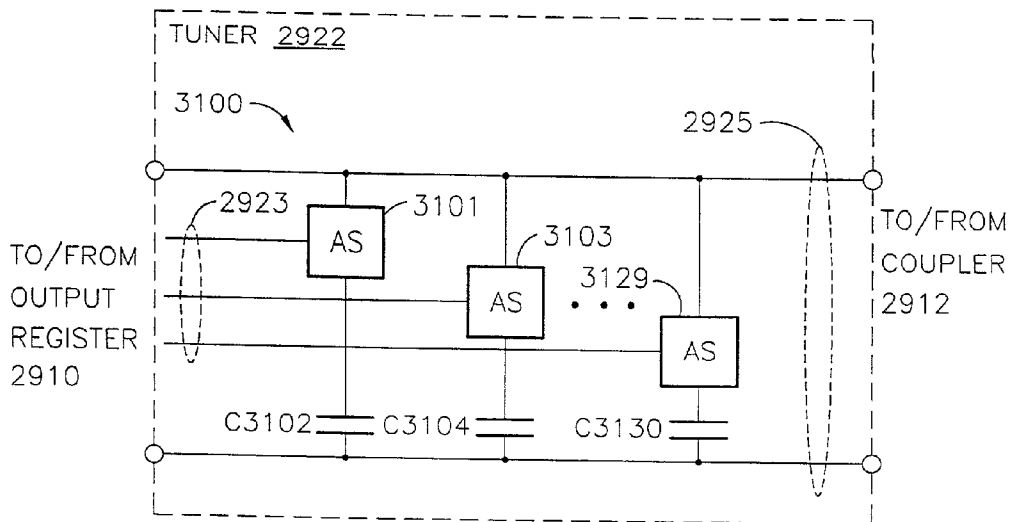 TUNER 2922
3100
2925
2923
3101
AS
3103
AS
3129
AS
TO/FROM
OUTPUT
REGISTER
2910
TO/FROM
COUPLER
2912
C3102
C3104
C3130